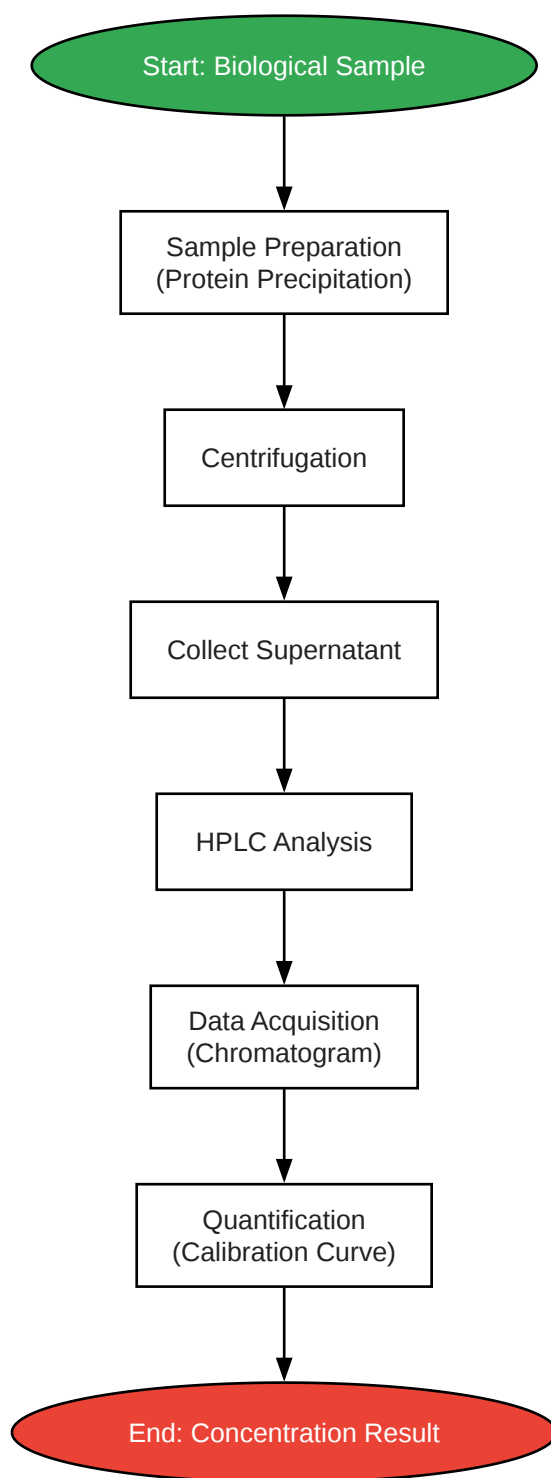 Start: Biological Sample
Sample Preparation
(Protein Precipitation)
Centrifugation
Collect Supernatant
HPLC Analysis
Data Acquisition
(Chromatogram)
Quantification
(Calibration Curve)
End: Concentration Result